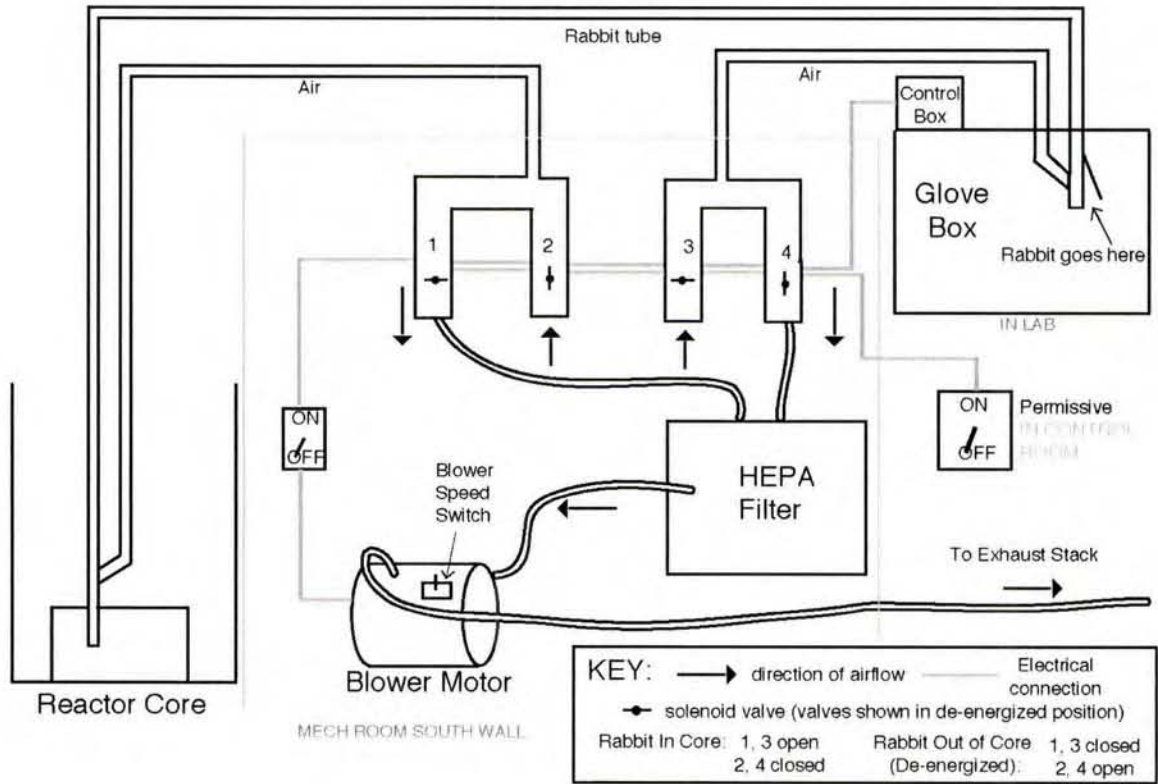 Rabbit tube
Air
Air
Control
Box
Glove
Box
Rabbit goes here
IN LAB
1
2
3
4
ON
OFF
ON
OFF
Permissive
IN CONTROL
ROOM
Blower
Speed
Switch
HEPA
Filter
To Exhaust Stack
Reactor Core
Blower Motor
MECH ROOM SOUTH WALL
KEY:
direction of airflow
Electrical
connection
solenoid valve (valves shown in de-energized position)
Rabbit In Core: 1, 3 open
2, 4 closed
Rabbit Out of Core 1, 3 closed
(De-energized): 2, 4 open